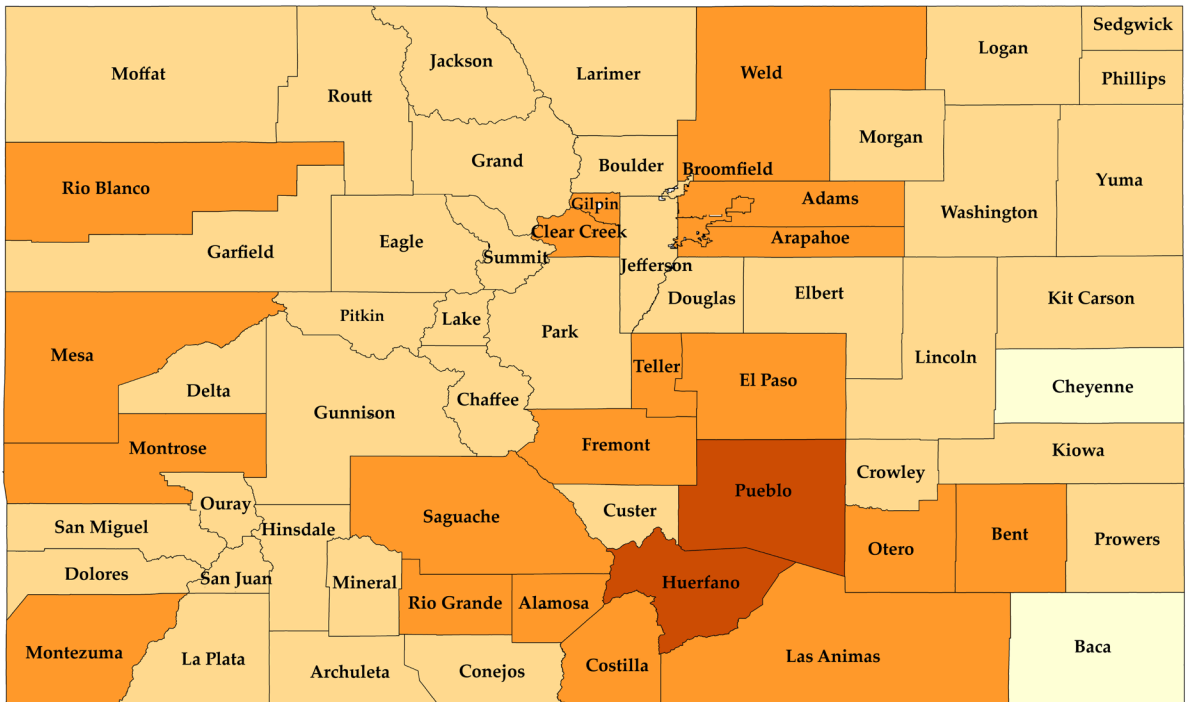 Sedgwick
Logan
Jackson
Weld
Larimer
Moffat
Phillips
Routt
Morgan
Grand
Boulder
Broomfield
Yuma
Rio Blanco
Adams
Gilpin
Washington
Clear Creek
Arapahoe
Eagle
Garfield
Summit
Jefferson
Elbert
Douglas
Kit Carson
Pitkin
Lake
Park
Mesa
Lincoln
Teller
El Paso
Cheyenne
Delta
Chaffee
Gunnison
Fremont
Montrose
Kiowa
Crowley
Pueblo
Ouray
Custer
Saguache
San Miguel
Hinsdale
Bent
Prowers
Otero
Dolores
San Juan
Mineral
Huerfano
Rio Grande
Alamosa
Baca
Montezuma
La Plata
Las Animas
Costilla
Archuleta
Conejos